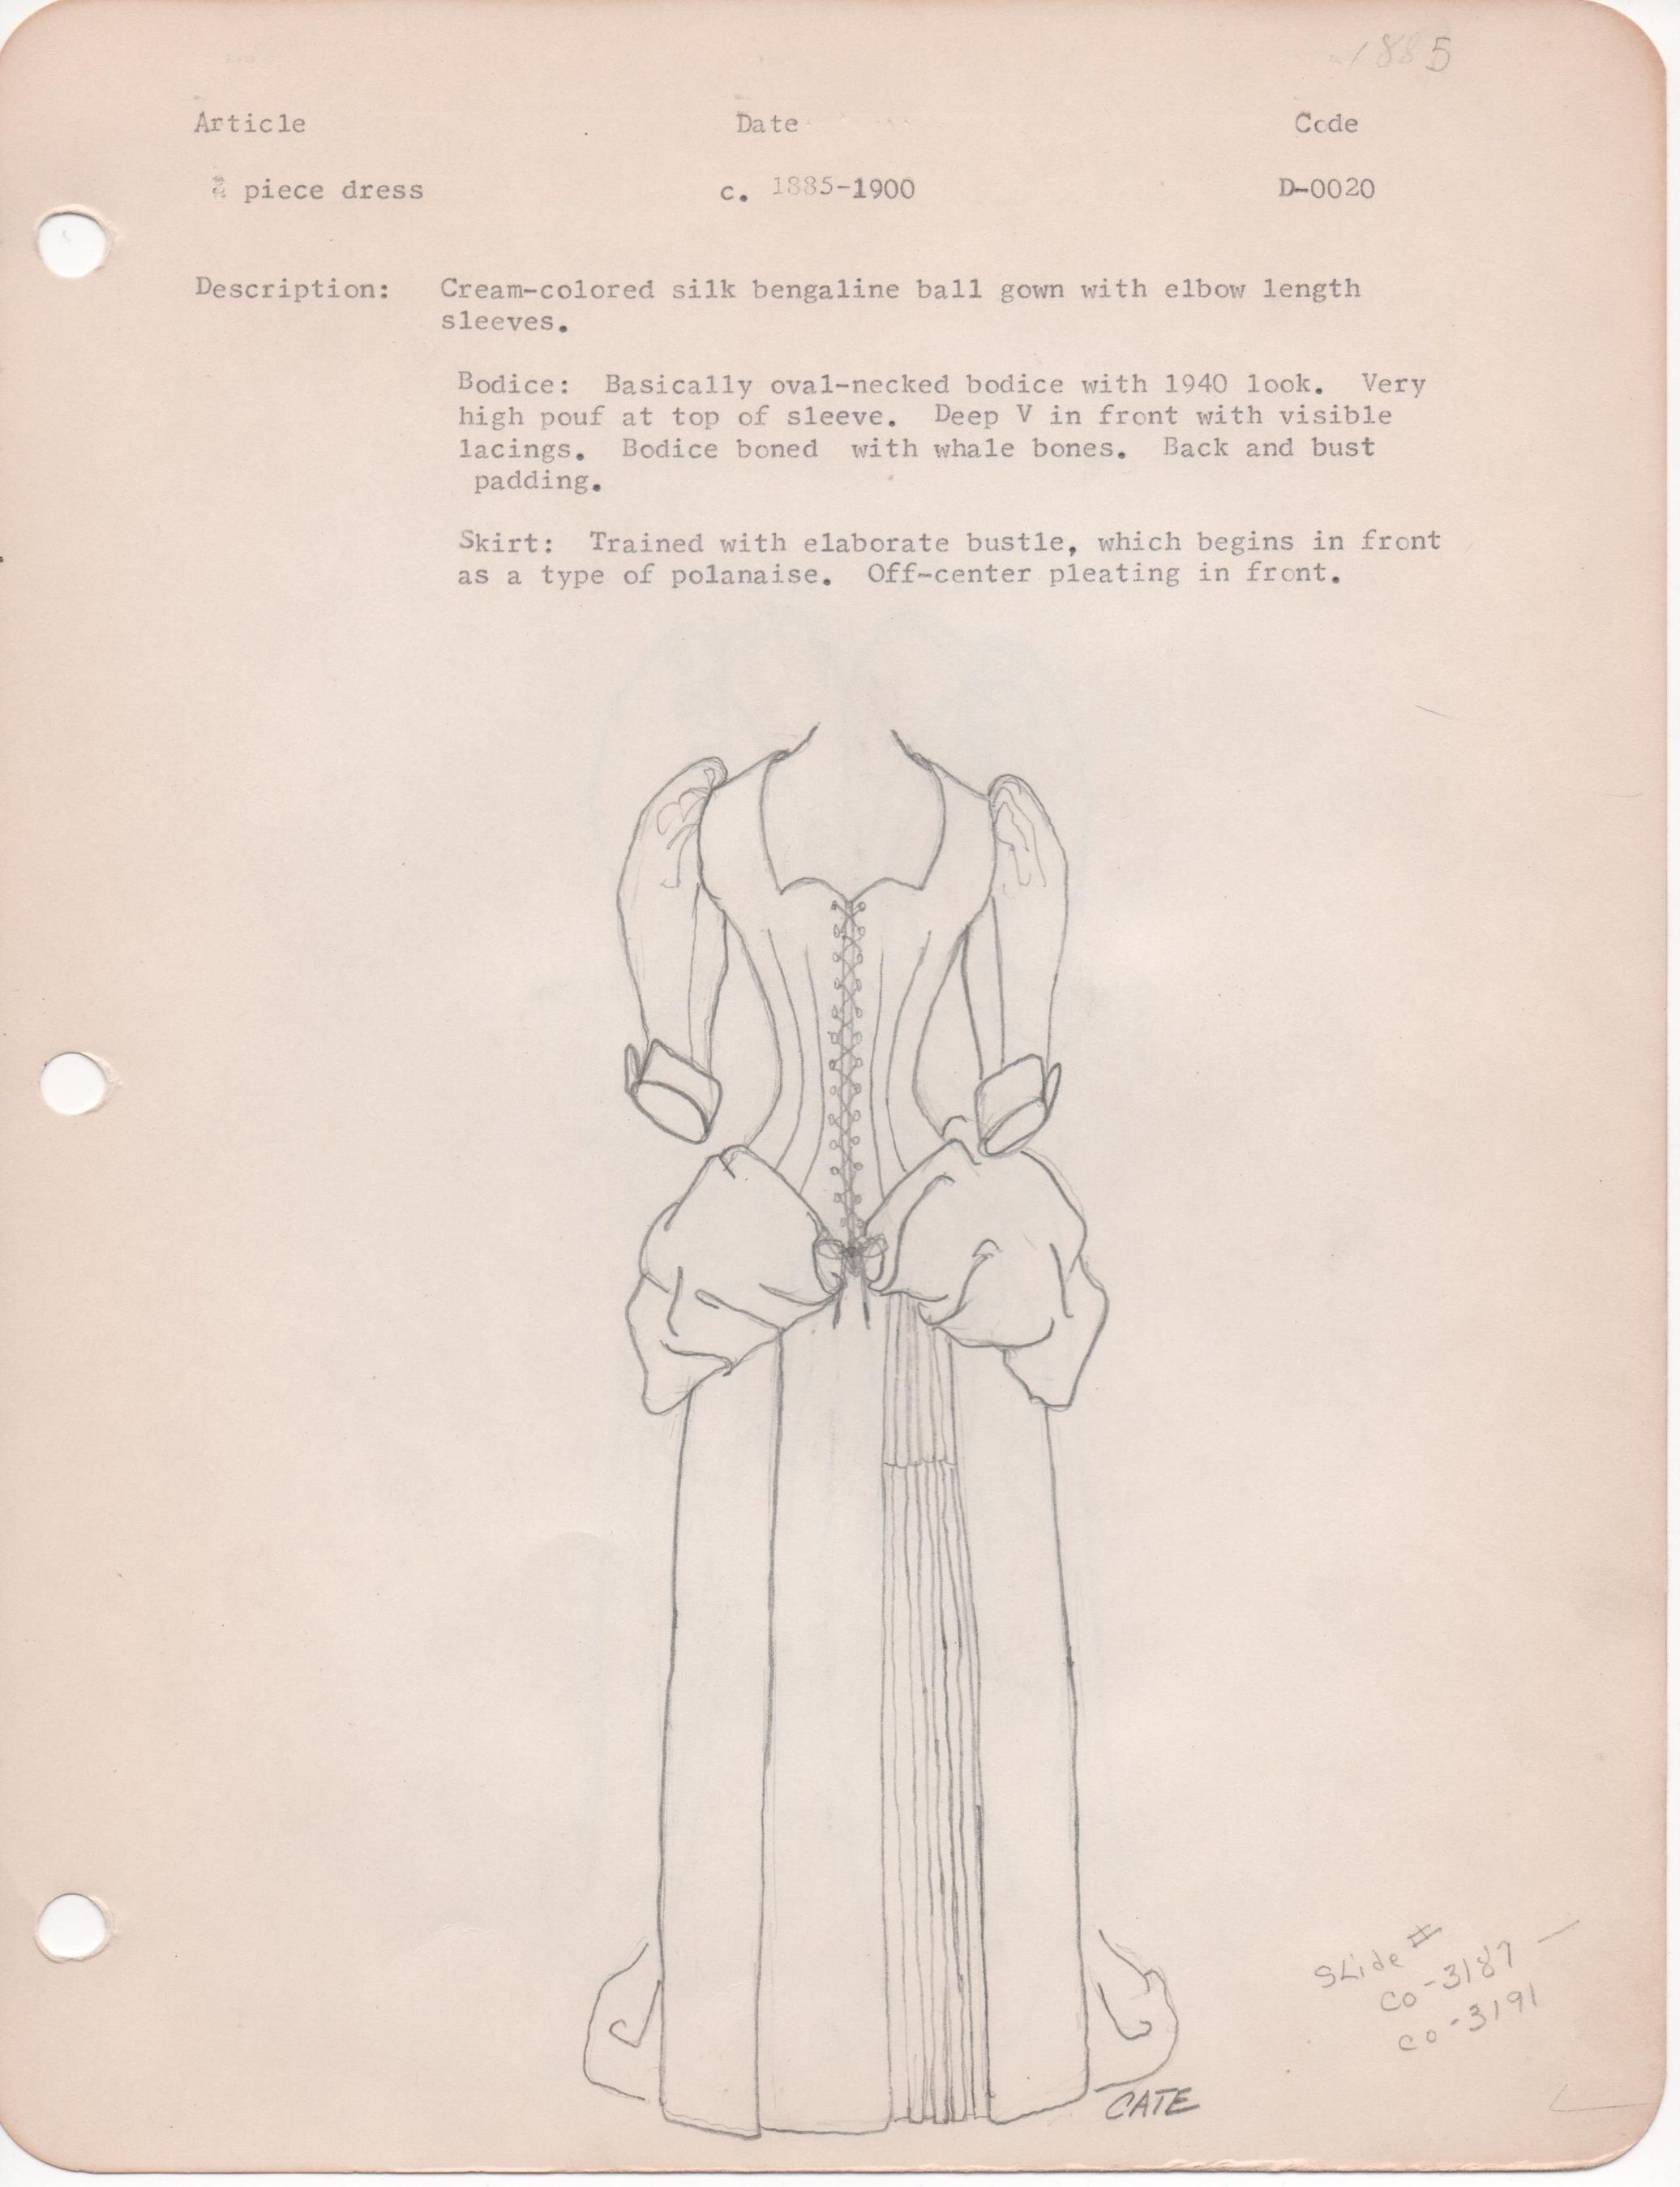 1885
Article Date Code
2 piece dress c. 1885-1900 D-0020
Description: Cream-colored silk bengaline ball gown with elbow length
sleeves.
Bodice: Basically oval-necked bodice with 1940 look. Very
high pouf at top of sleeve. Deep V in front with visible
lacings. Bodice boned with whale bones. Back and bust
padding.
Skirt: Trained with elaborate bustle, which begins in front
as a type of polanaise. Off-center pleating in front.
SLide #
CO-3187 —
CO-3191
CATE